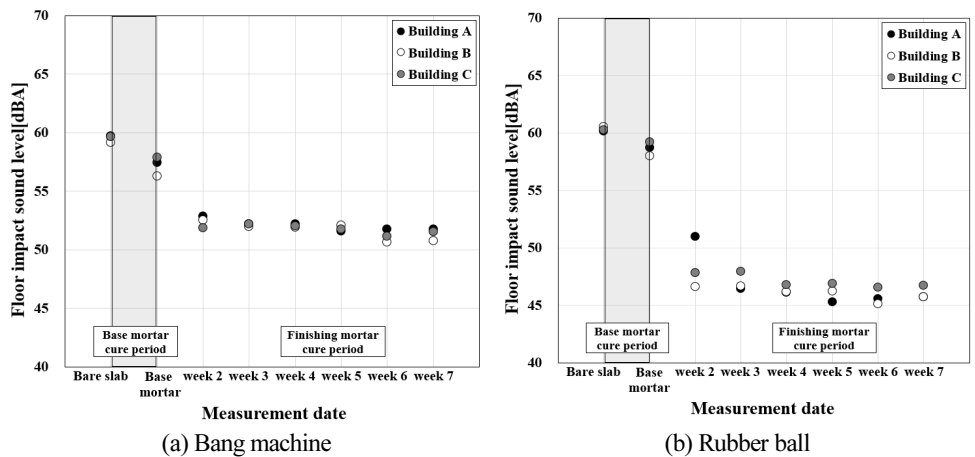 70
65
60
55
50
45
40
Floor impact sound level[dBA]
Building A
Building B
Building C
Base mortar
cure period
Finishing mortar
cure period
Bare slab
Base
mortar
week 2
week 3
week 4
week 5
week 6
week 7
Measurement date
(a) Bang machine
70
65
60
55
50
45
40
Floor impact sound level[dBA]
Building A
Building B
Building C
Base mortar
cure period
Finishing mortar
cure period
Bare slab
Base
mortar
week 2
week 3
week 4
week 5
week 6
week 7
Measurement date
(b) Rubber ball